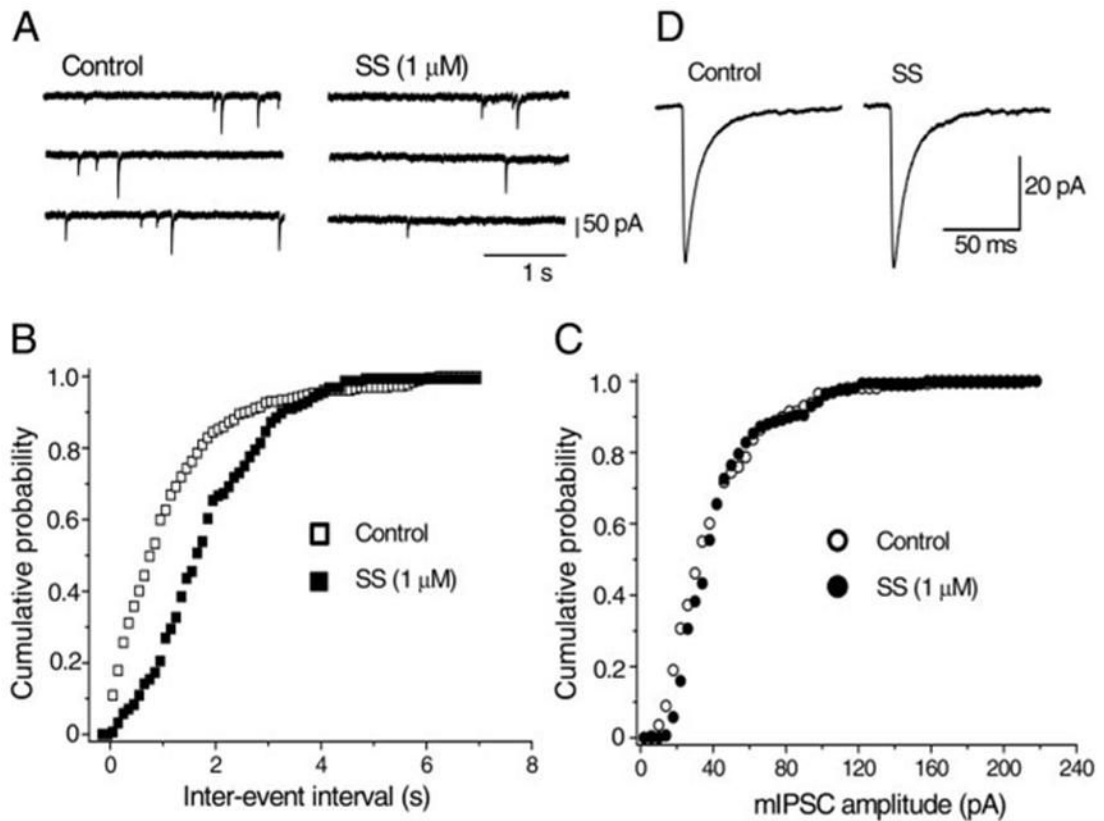 A
Control
SS (1 μM)
50 pA
1 s
D
Control
SS
20 pA
50 ms
B
Cumulative probability
1.0
0.8
0.6
0.4
0.2
0
Control
SS (1 μM)
0 2 4 6 8
Inter-event interval (s)
C
Cumulative probability
1.0
0.8
0.6
0.4
0.2
0
Control
SS (1 μM)
0 40 80 120 160 200 240
mIPSC amplitude (pA)